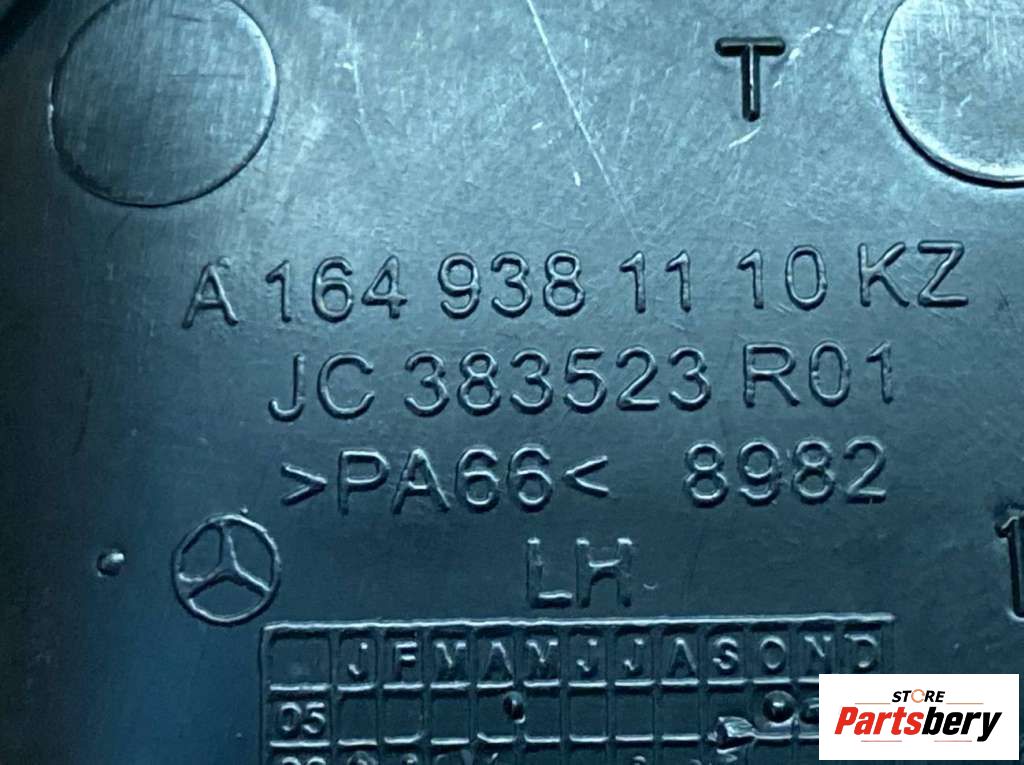 T
A 164 938 11 10 KZ
JC 383523 R01
>PA66< 8982
LH
J F M A M J J A S O N D
05
STORE
Partsbery